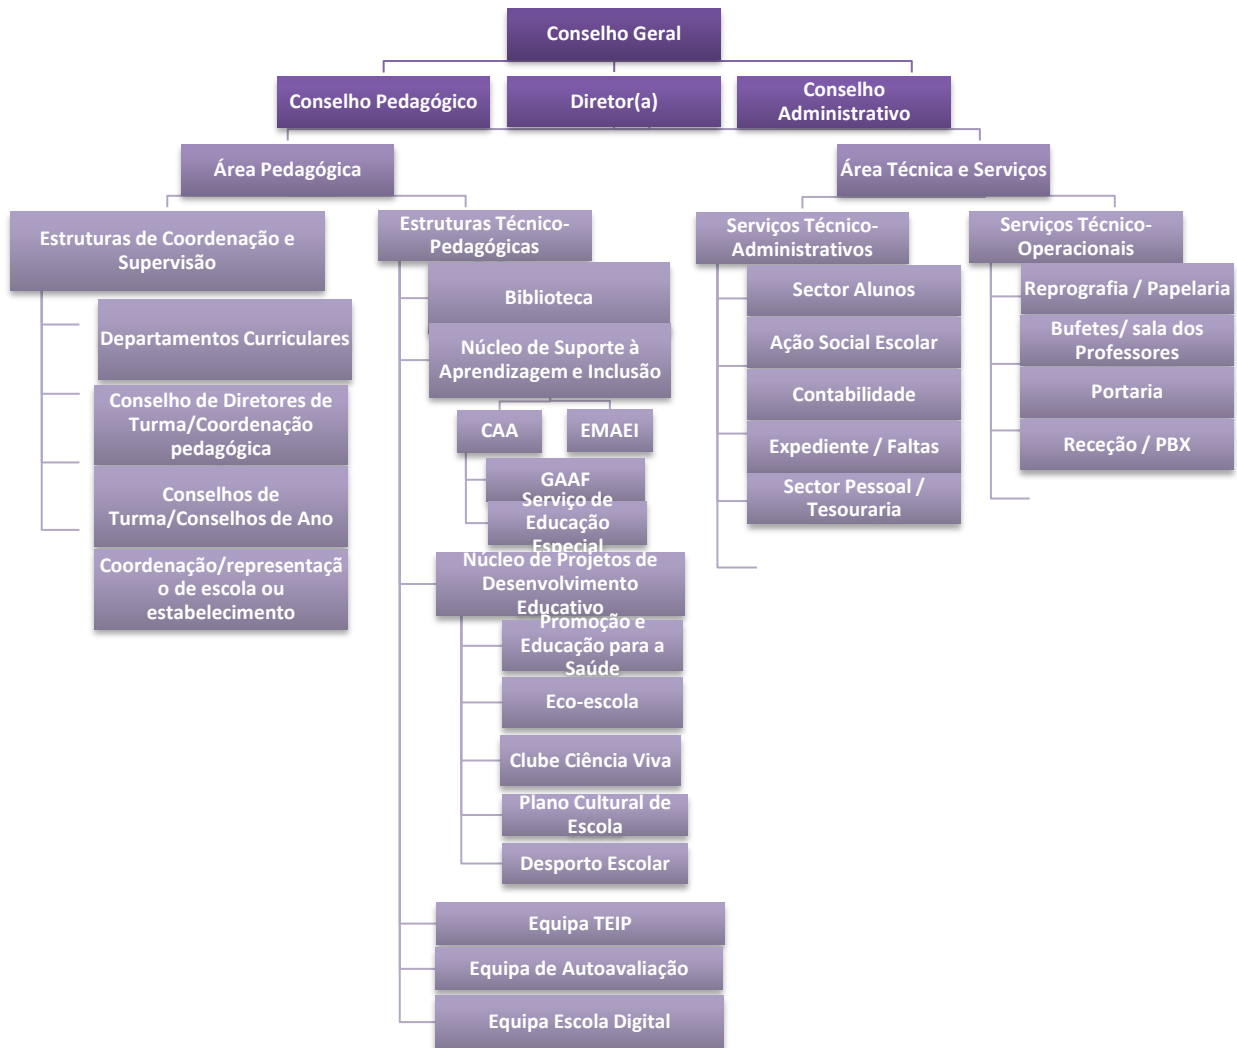 Conselho Geral
Conselho Pedagógico
Diretor(a)
Conselho
Administrativo
Área Pedagógica
Área Técnica e Serviços
Estruturas de Coordenação e
Supervisão
Departamentos Curriculares
Conselho de Diretores de
Turma/Coordenação
pedagógica
Conselhos de
Turma/Conselhos de Ano
Coordenação/representaçã
o de escola ou
estabelecimento
Estruturas Técnico-
Pedagógicas
Biblioteca
Núcleo de Suporte à
Aprendizagem e Inclusão
CAA
EMAEI
GAAF
Serviço de
Educação
Especial
Núcleo de Projetos de
Desenvolvimento
Educativo
Promoção e
Educação para a
Saúde
Eco-escola
Clube Ciência Viva
Plano Cultural de
Escola
Desporto Escolar
Equipa TEIP
Equipa de Autoavaliação
Equipa Escola Digital
Serviços Técnico-
Administrativos
Sector Alunos
Ação Social Escolar
Contabilidade
Expediente / Faltas
Sector Pessoal /
Tesouraria
Serviços Técnico-
Operacionais
Reprografia / Papelaria
Bufetes/ sala dos
Professores
Portaria
Receção / PBX